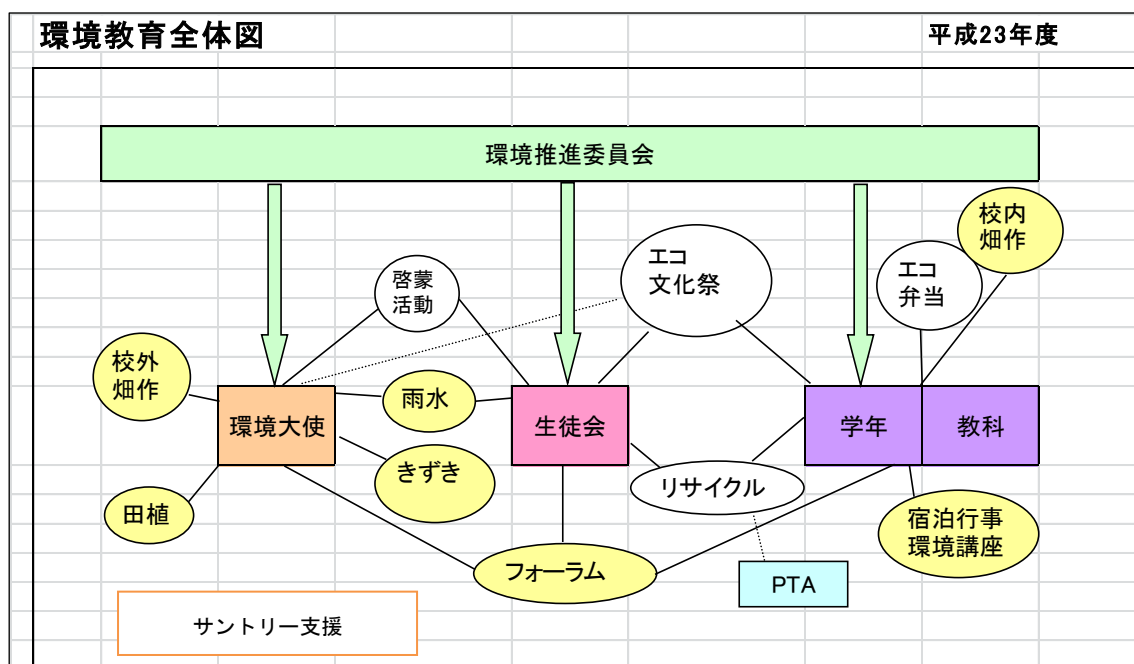 環境教育全体図
平成23年度
環境推進委員会
校内
畑作
エコ
文化祭
エコ
弁当
啓蒙
活動
校外
畑作
雨水
環境大使
生徒会
学年
教科
きずき
リサイクル
田植
宿泊行事
環境講座
フォーラム
PTA
サントリー支援